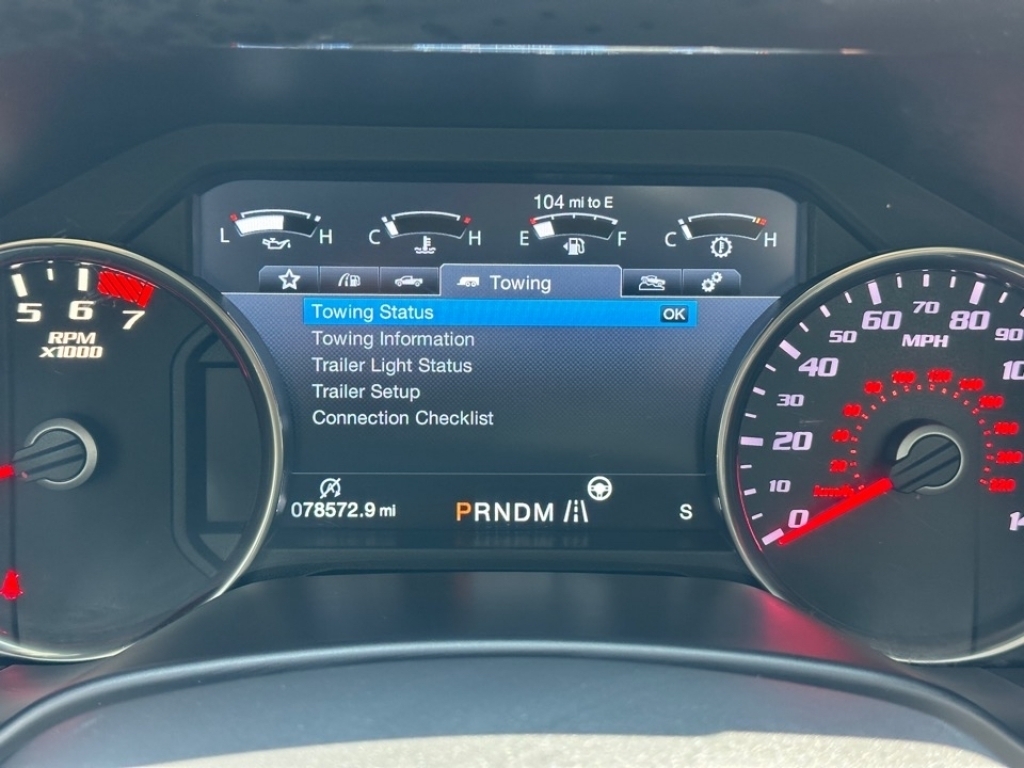 104 mi to E
L H C H E F C H
Towing
Towing Status OK
Towing Information
Trailer Light Status
Trailer Setup
Connection Checklist
078572.9 mi PRNDM S
5 6 7
RPM
X1000
0 10 20 30 40 50 60 70 80 90
MPH
km/h